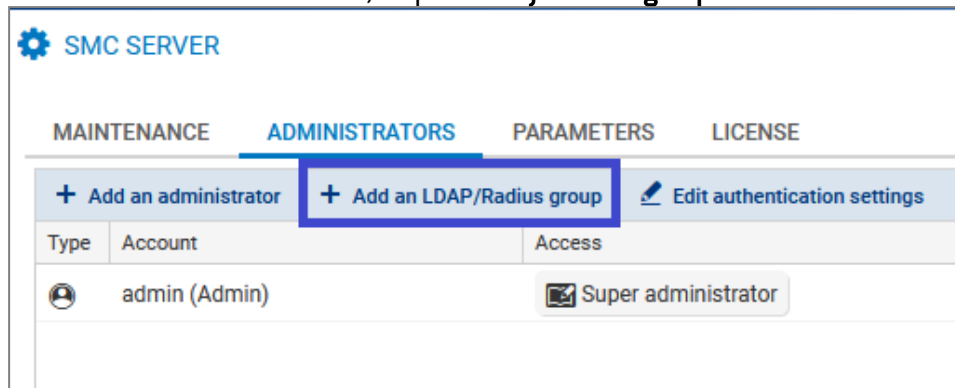 SMC SERVER
MAINTENANCE ADMINISTRATORS PARAMETERS LICENSE
+ Add an administrator + Add an LDAP/Radius group Edit authentication settings
Type Account Access
admin (Admin) Super administrator